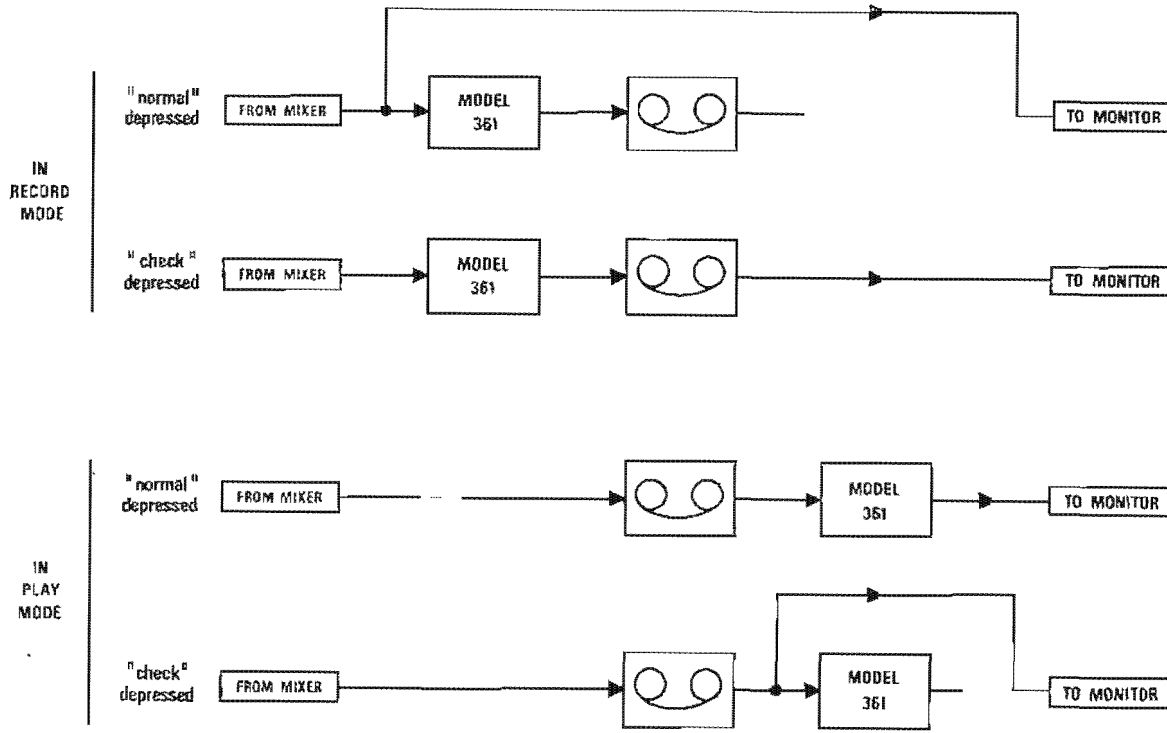 "normal"
depressed
FROM MIXER
MODEL
361
TO MONITOR
IN
RECORD
MODE
"check"
depressed
FROM MIXER
MODEL
361
TO MONITOR
"normal"
depressed
FROM MIXER
MODEL
361
TO MONITOR
IN
PLAY
MODE
"check"
depressed
FROM MIXER
MODEL
361
TO MONITOR